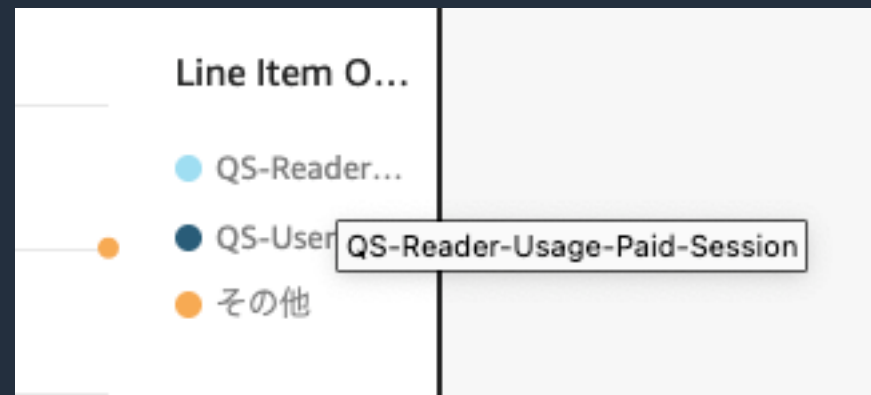 Line Item O...
QS-Reader...
QS-User
QS-Reader-Usage-Paid-Session
その他